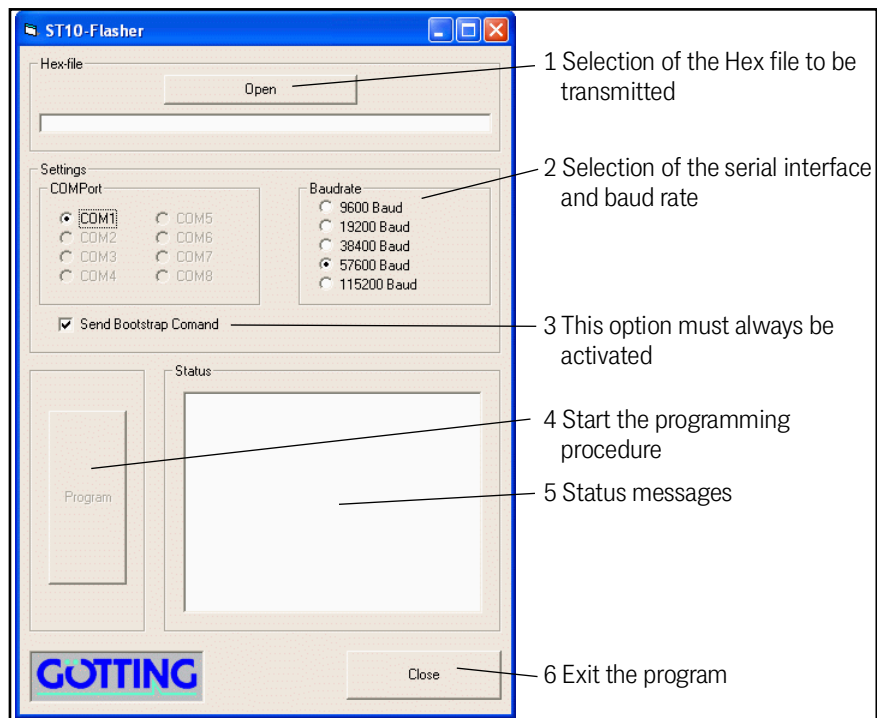 ST10-Flasher
Hex-file
Open
1 Selection of the Hex file to be
transmitted
Settings
COMPort
COM1
COM2
COM3
COM4
COM5
COM6
COM7
COM8
Baudrate
9600 Baud
19200 Baud
38400 Baud
57600 Baud
115200 Baud
2 Selection of the serial interface
and baud rate
Send Bootstrap Comand
3 This option must always be
activated
Program
4 Start the programming
procedure
Status
5 Status messages
GÖTTING
Close
6 Exit the program